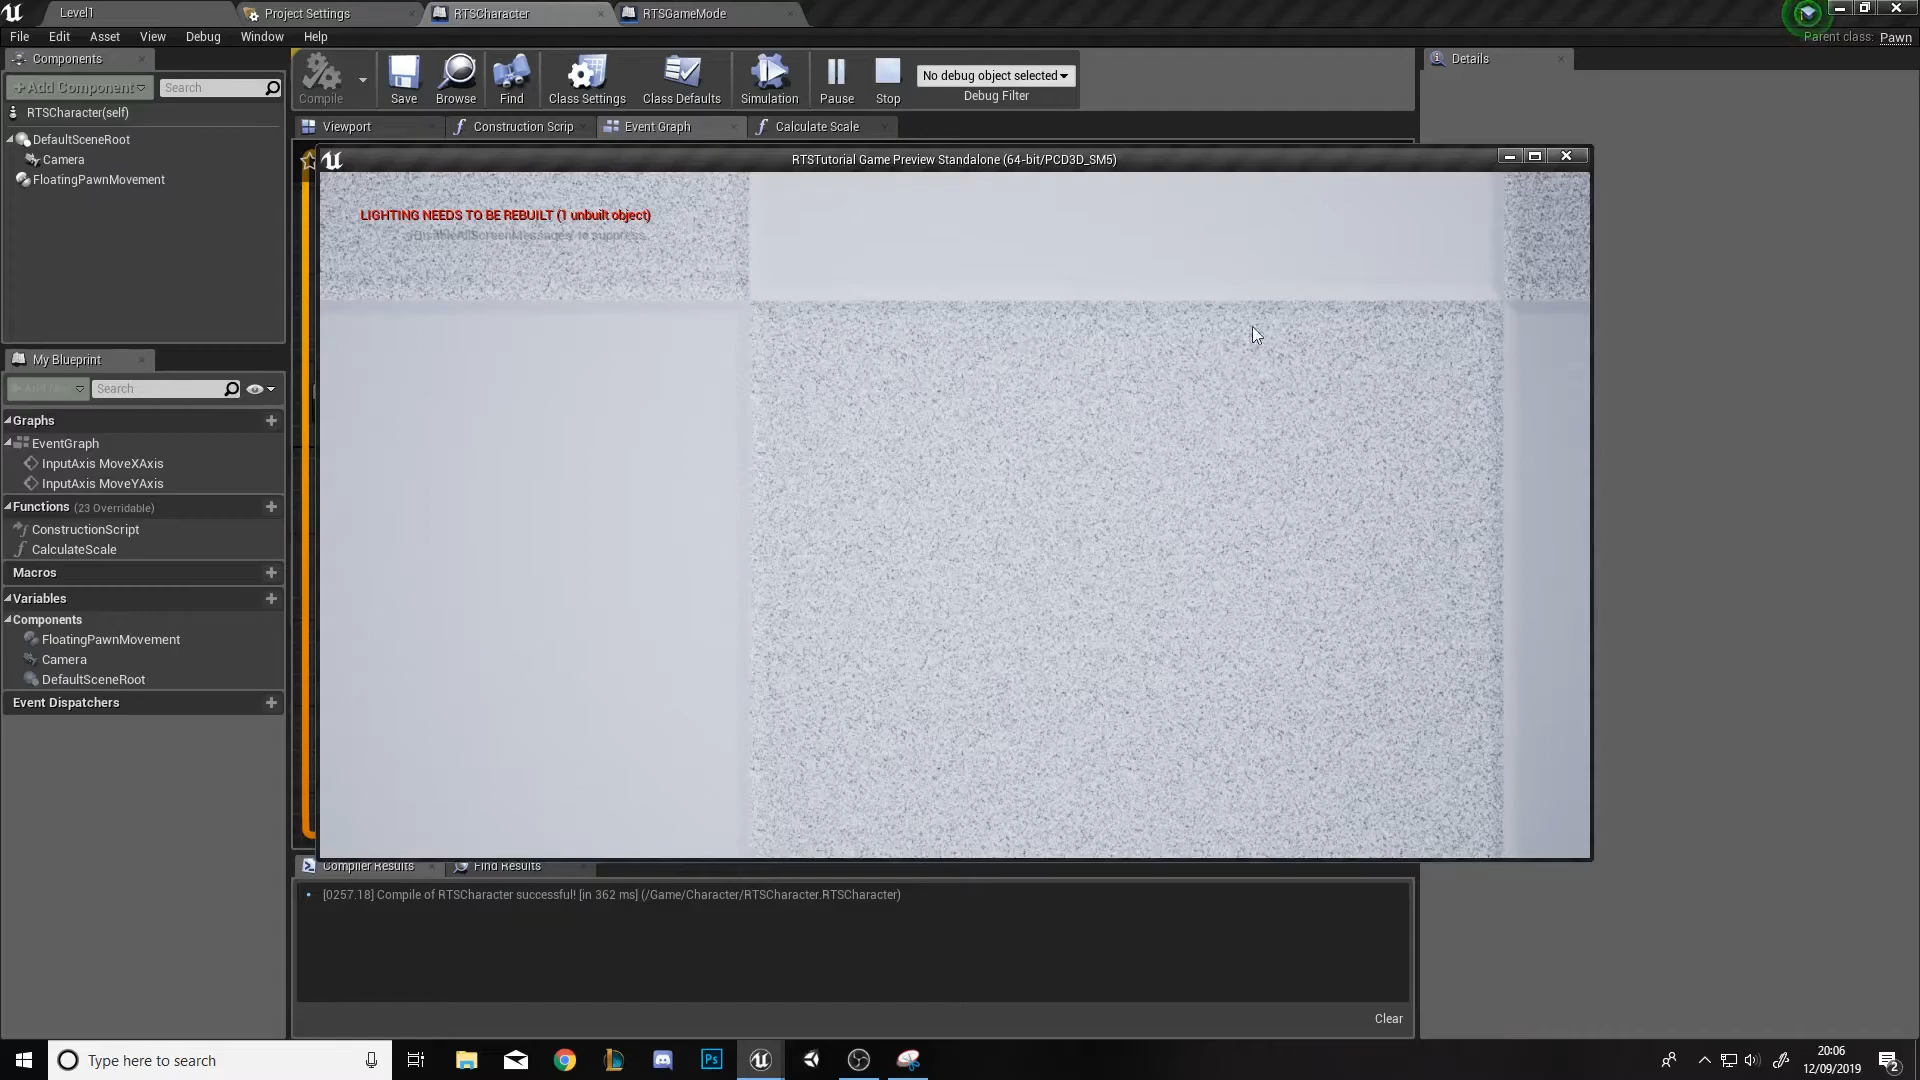 Level1
Project Settings
RTSCharacter
RTSGameMode
File Edit Asset View Debug Window Help
Parent class: Pawn
Components
+Add Component
Search
RTSCharacter(self)
DefaultSceneRoot
Camera
FloatingPawnMovement
Compile
Save
Browse
Find
Class Settings
Class Defaults
Simulation
Pause
Stop
No debug object selected
Debug Filter
Details
Viewport
Construction Scrip
Event Graph
Calculate Scale
RTSTutorial Game Preview Standalone (64-bit/PCD3D_SM5)
LIGHTING NEEDS TO BE REBUILT (1 unbuilt object)
'DisableAllScreenMessages' to suppress
My Blueprint
Search
Graphs
EventGraph
InputAxis MoveXAxis
InputAxis MoveYAxis
Functions (23 Overridable)
ConstructionScript
CalculateScale
Macros
Variables
Components
FloatingPawnMovement
Camera
DefaultSceneRoot
Event Dispatchers
Compiler Results
Find Results
[0257.18] Compile of RTSCharacter successful! [in 362 ms] (/Game/Character/RTSCharacter.RTSCharacter)
Clear
Type here to search
Ps
20:06
12/09/2019
2